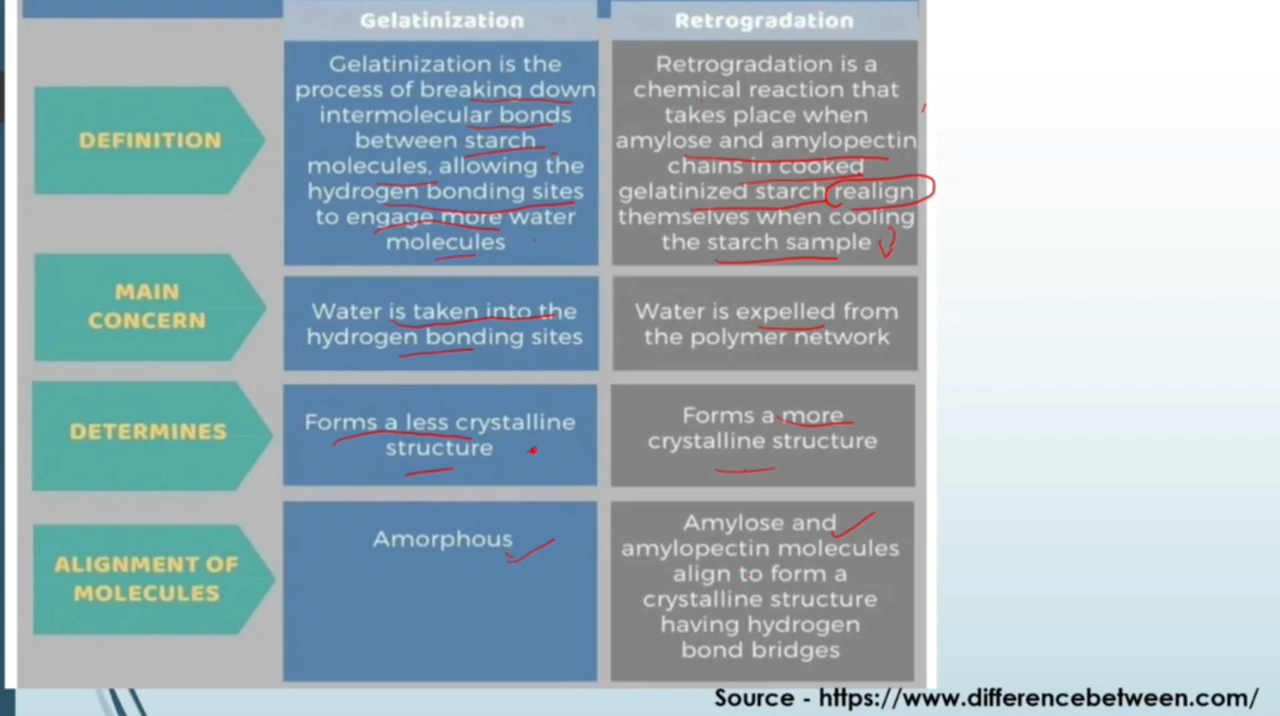 Gelatinization
Retrogradation
DEFINITION
Gelatinization is the
process of breaking down
intermolecular bonds
between starch
molecules, allowing the
hydrogen bonding sites
to engage more water
molecules
Retrogradation is a
chemical reaction that
takes place when
amylose and amylopectin
chains in cooked
gelatinized starch realign
themselves when cooling
the starch sample
MAIN
CONCERN
Water is taken into the
hydrogen bonding sites
Water is expelled from
the polymer network
DETERMINES
Forms a less crystalline
structure
Forms a more
crystalline structure
ALIGNMENT OF
MOLECULES
Amorphous
Amylose and
amylopectin molecules
align to form a
crystalline structure
having hydrogen
bond bridges
Source - https://www.differencebetween.com/